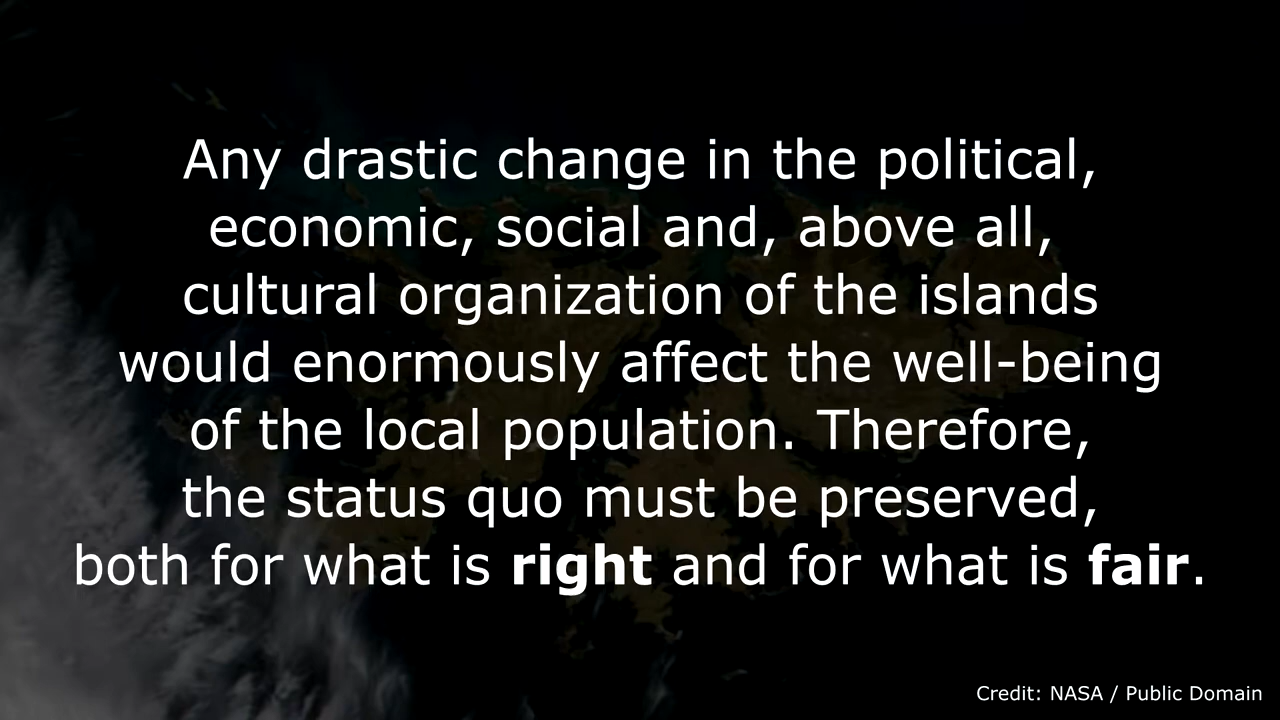 Any drastic change in the political,
economic, social and, above all,
cultural organization of the islands
would enormously affect the well-being
of the local population. Therefore,
the status quo must be preserved,
both for what is right and for what is fair.
Credit: NASA / Public Domain